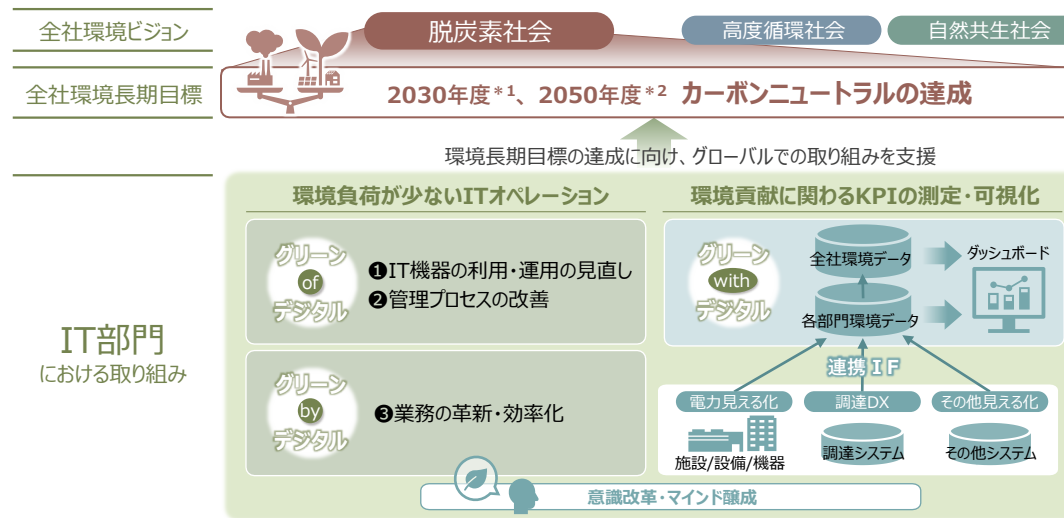 全社環境ビジョン
脱炭素社会
高度循環社会
自然共生社会
全社環境長期目標
2030年度*1、2050年度*2 カーボンニュートラルの達成
環境長期目標の達成に向け、グローバルでの取り組みを支援
IT部門
における取り組み
環境負荷が少ないITオペレーション
グリーン
of
デジタル
❶IT機器の利用・運用の見直し
❷管理プロセスの改善
グリーン
by
デジタル
❸業務の革新・効率化
環境貢献に関わるKPIの測定・可視化
グリーン
with
デジタル
全社環境データ
ダッシュボード
各部門環境データ
連携IF
電力見える化
調達DX
その他見える化
施設/設備/機器
調達システム
その他システム
意識改革・マインド醸成